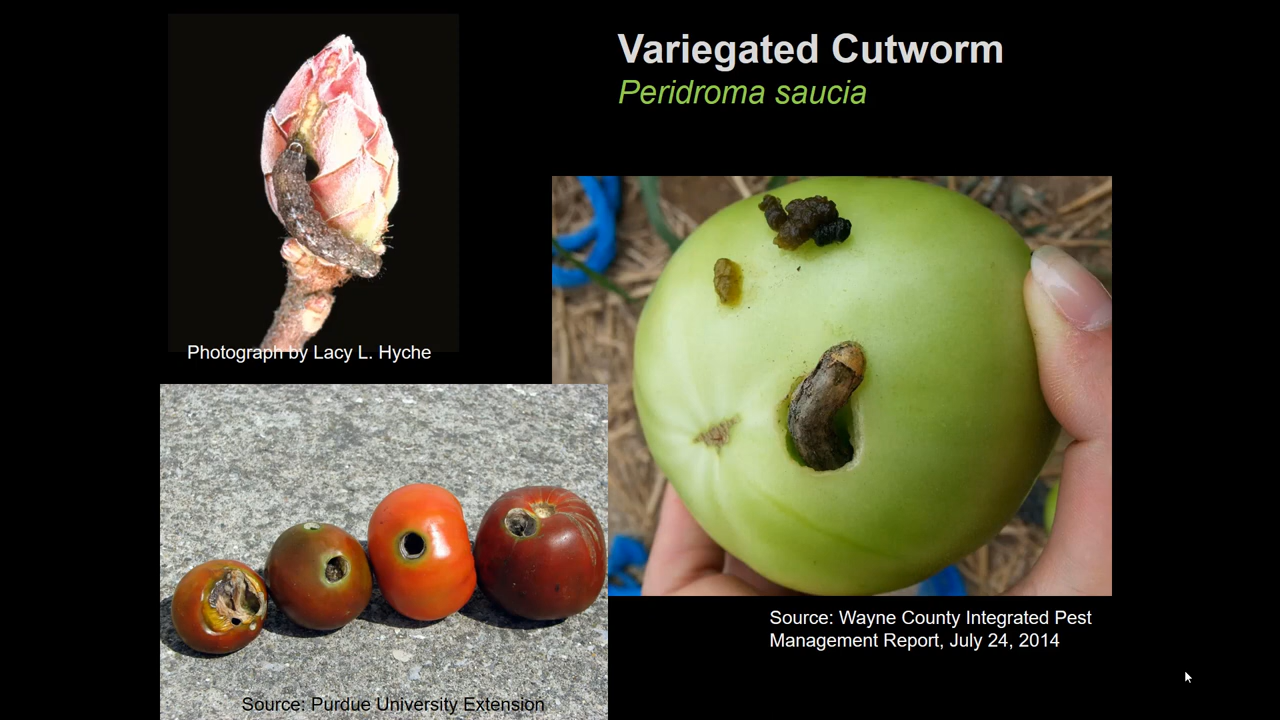 Variegated Cutworm
Peridroma saucia
Photograph by Lacy L. Hyche
Source: Wayne County Integrated Pest
Management Report, July 24, 2014
Source: Purdue University Extension